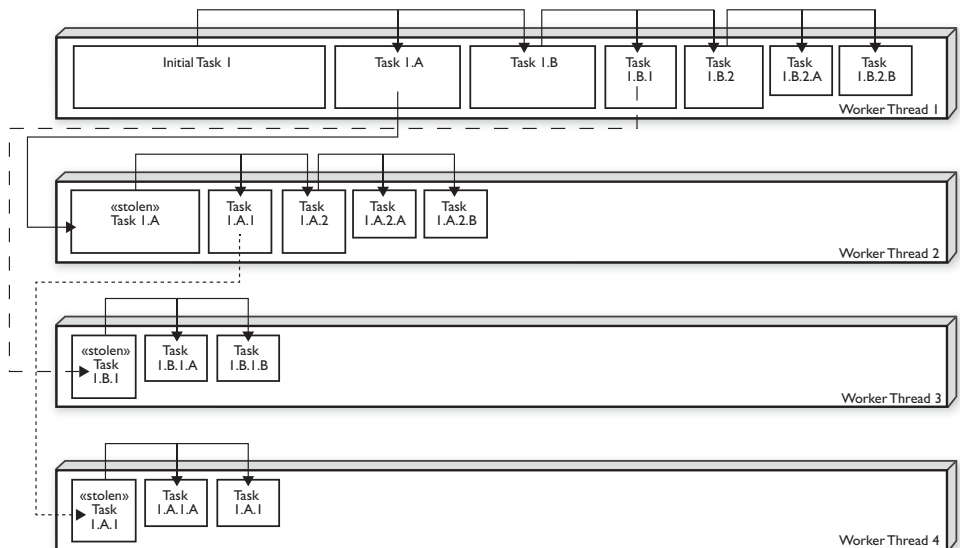 Initial Task 1
Task 1.A
Task 1.B
Task
1.B.1
Task
1.B.2
Task
1.B.2.A
Task
1.B.2.B
Worker Thread 1
«stolen»
Task 1.A
Task
1.A.1
Task
1.A.2
Task
1.A.2.A
Task
1.A.2.B
Worker Thread 2
«stolen»
Task
1.B.1
Task
1.B.1.A
Task
1.B.1.B
Worker Thread 3
«stolen»
Task
1.A.1
Task
1.A.1.A
Task
1.A.1
Worker Thread 4